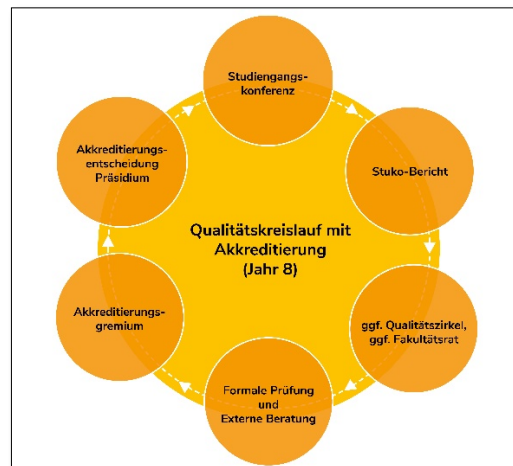 Studiengangs-
konferenz
Stuko-Bericht
ggf. Qualitätszirkel,
ggf. Fakultätsrat
Formale Prüfung
und
Externe Beratung
Akkreditierungs-
gremium
Akkreditierungs-
entscheidung
Präsidium
Qualitätskreislauf mit
Akkreditierung
(Jahr 8)